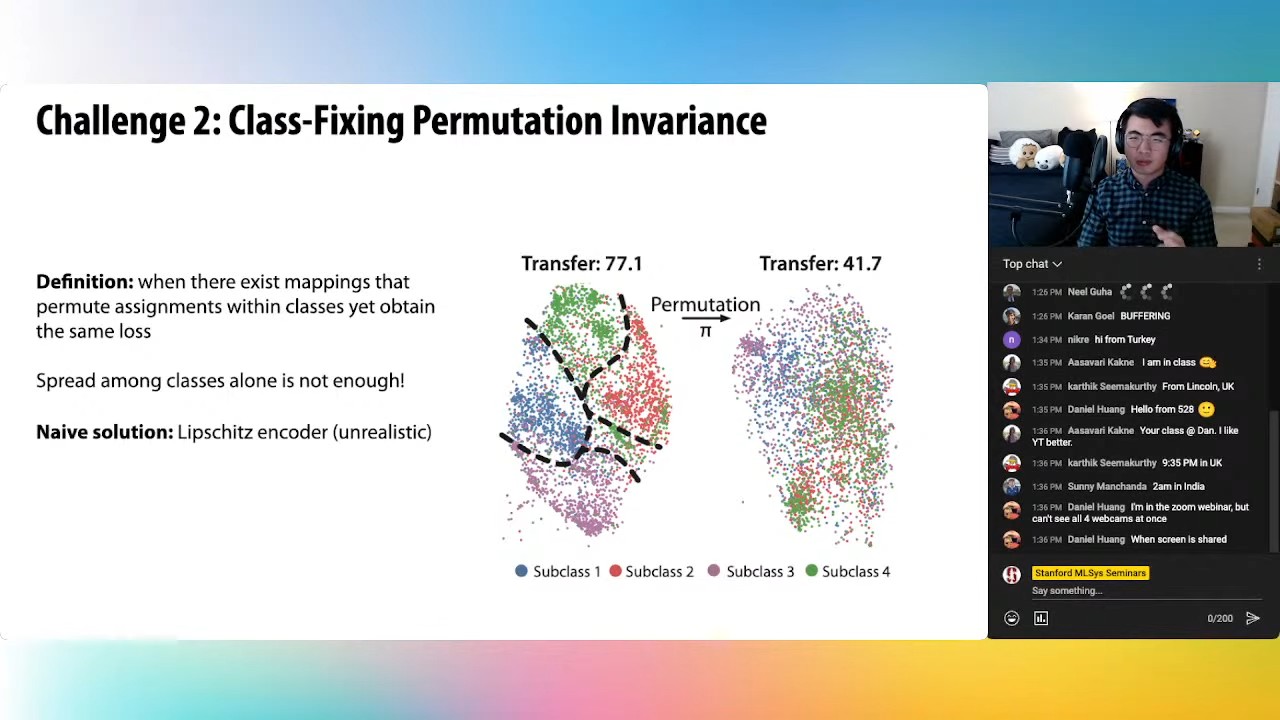 Challenge 2: Class-Fixing Permutation Invariance
Definition: when there exist mappings that
permute assignments within classes yet obtain
the same loss
Spread among classes alone is not enough!
Naive solution: Lipschitz encoder (unrealistic)
Transfer: 77.1
Permutation
π
Transfer: 41.7
Subclass 1
Subclass 2
Subclass 3
Subclass 4
Top chat
1:26 PM Neel Guha
1:26 PM Karan Goel BUFFERING
n
1:34 PM nikre hi from Turkey
1:35 PM Aasavari Kakne I am in class
1:35 PM karthik Seemakurthy From Lincoln, UK
1:35 PM Daniel Huang Hello from 528
1:36 PM Aasavari Kakne Your class @ Dan. I like
YT better.
1:36 PM karthik Seemakurthy 9:35 PM in UK
1:36 PM Sunny Manchanda 2am in India
1:36 PM Daniel Huang I'm in the zoom webinar, but
can't see all 4 webcams at once
1:36 PM Daniel Huang When screen is shared
Stanford MLSys Seminars
Say something...
0/200